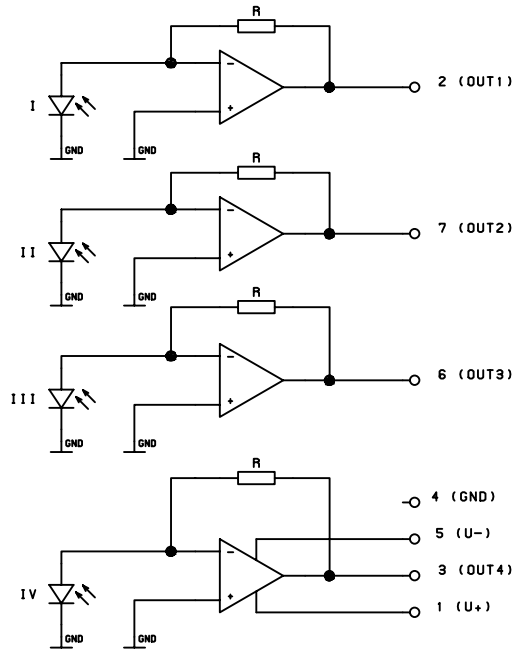 R
−
+
2 (OUT1)
I
GND
GND
R
−
+
7 (OUT2)
II
GND
GND
R
−
+
6 (OUT3)
III
GND
GND
R
4 (GND)
5 (U−)
−
3 (OUT4)
+
IV
1 (U+)
GND
GND